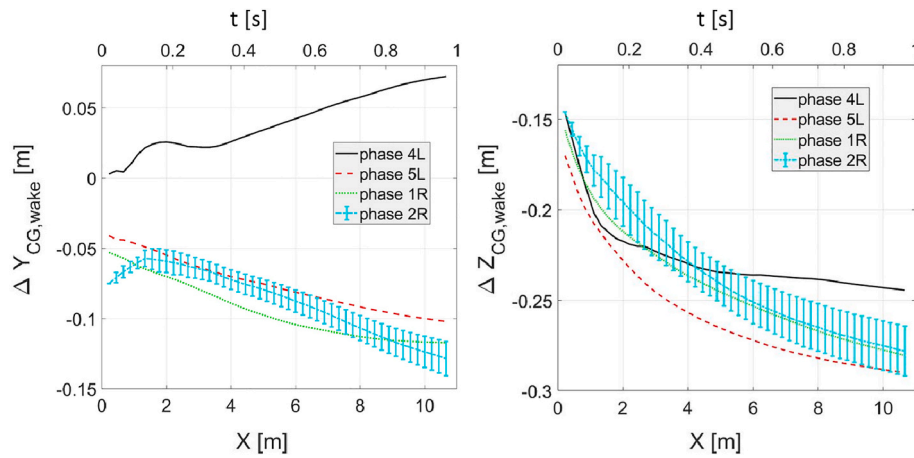 t [s]
0 0.2 0.4 0.6 0.8 1
0.05
0
-0.05
-0.1
-0.15
Δ Y_CG,wake [m]
phase 4L
phase 5L
phase 1R
phase 2R
0 2 4 6 8 10
X [m]
t [s]
0 0.2 0.4 0.6 0.8 1
-0.15
-0.2
-0.25
-0.3
Δ Z_CG,wake [m]
phase 4L
phase 5L
phase 1R
phase 2R
0 2 4 6 8 10
X [m]